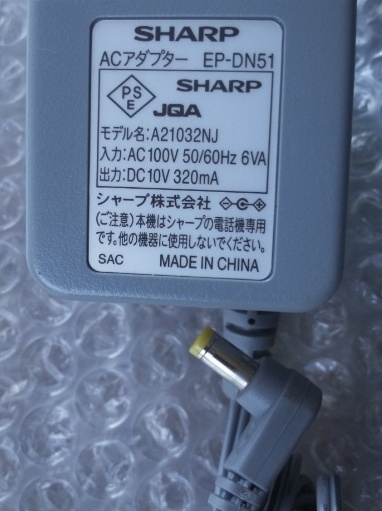 SHARP
ACアダプター EP-DN51
PS
E
SHARP
JQA
モデル名:A21032NJ
入力:AC100V 50/60Hz 6VA
出力:DC10V 320mA
シャープ株式会社
(ご注意)本機はシャープの電話機専用
です。他の機器に使用しないでください。
SAC MADE IN CHINA